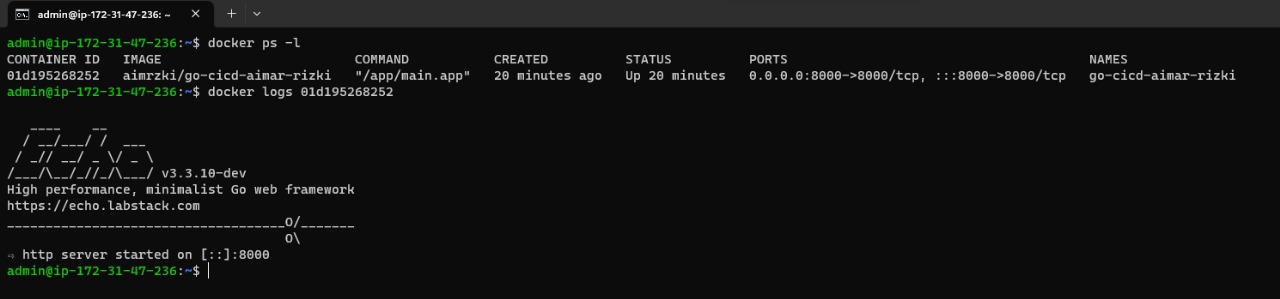 admin@ip-172-31-47-236: ~
admin@ip-172-31-47-236:~$ docker ps -l
CONTAINER ID   IMAGE                         COMMAND          CREATED          STATUS          PORTS                                       NAMES
01d195268252   aimrzki/go-cicd-aimar-rizki   "/app/main.app"   20 minutes ago   Up 20 minutes   0.0.0.0:8000->8000/tcp, :::8000->8000/tcp   go-cicd-aimar-rizki
admin@ip-172-31-47-236:~$ docker logs 01d195268252
   ____    __
  / __/___/ /  ___
 / _// __/ _ \/ _ \
/___/\__/_//_/\___/ v3.3.10-dev
High performance, minimalist Go web framework
https://echo.labstack.com
____________________________________O/_______
                                    O\
⇨ http server started on [::]:8000
admin@ip-172-31-47-236:~$